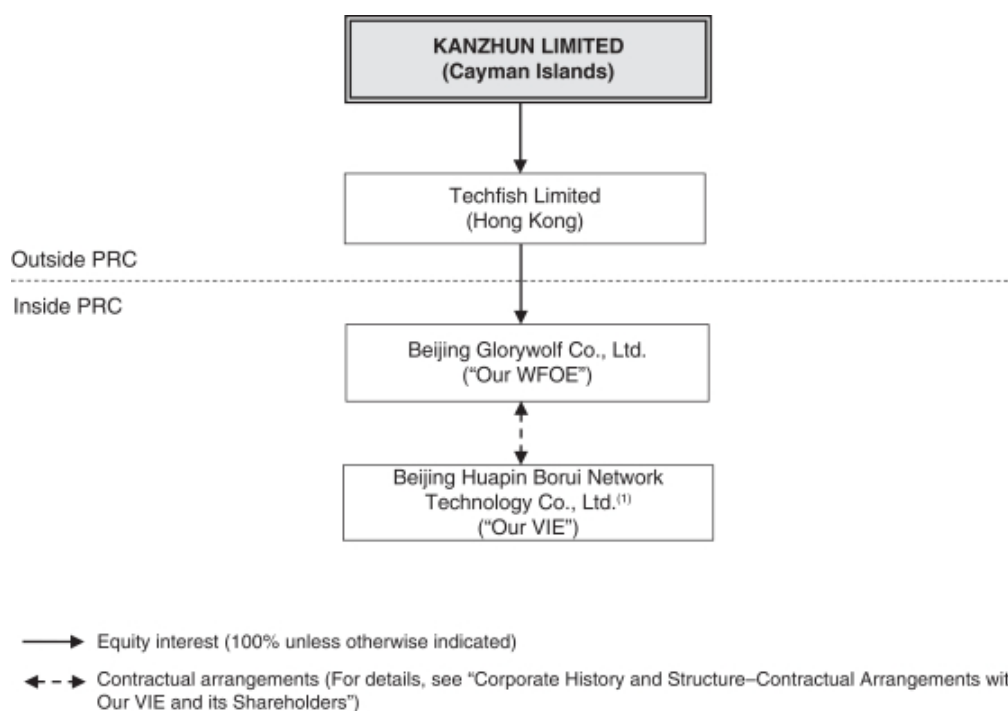 KANZHUN LIMITED
(Cayman Islands)
Techfish Limited
(Hong Kong)
Outside PRC
Inside PRC
Beijing Glorywolf Co., Ltd.
(“Our WFOE”)
Beijing Huapin Borui Network
Technology Co., Ltd.(1)
(“Our VIE”)
Equity interest (100% unless otherwise indicated)
Contractual arrangements (For details, see “Corporate History and Structure–Contractual Arrangements wit
Our VIE and its Shareholders”)